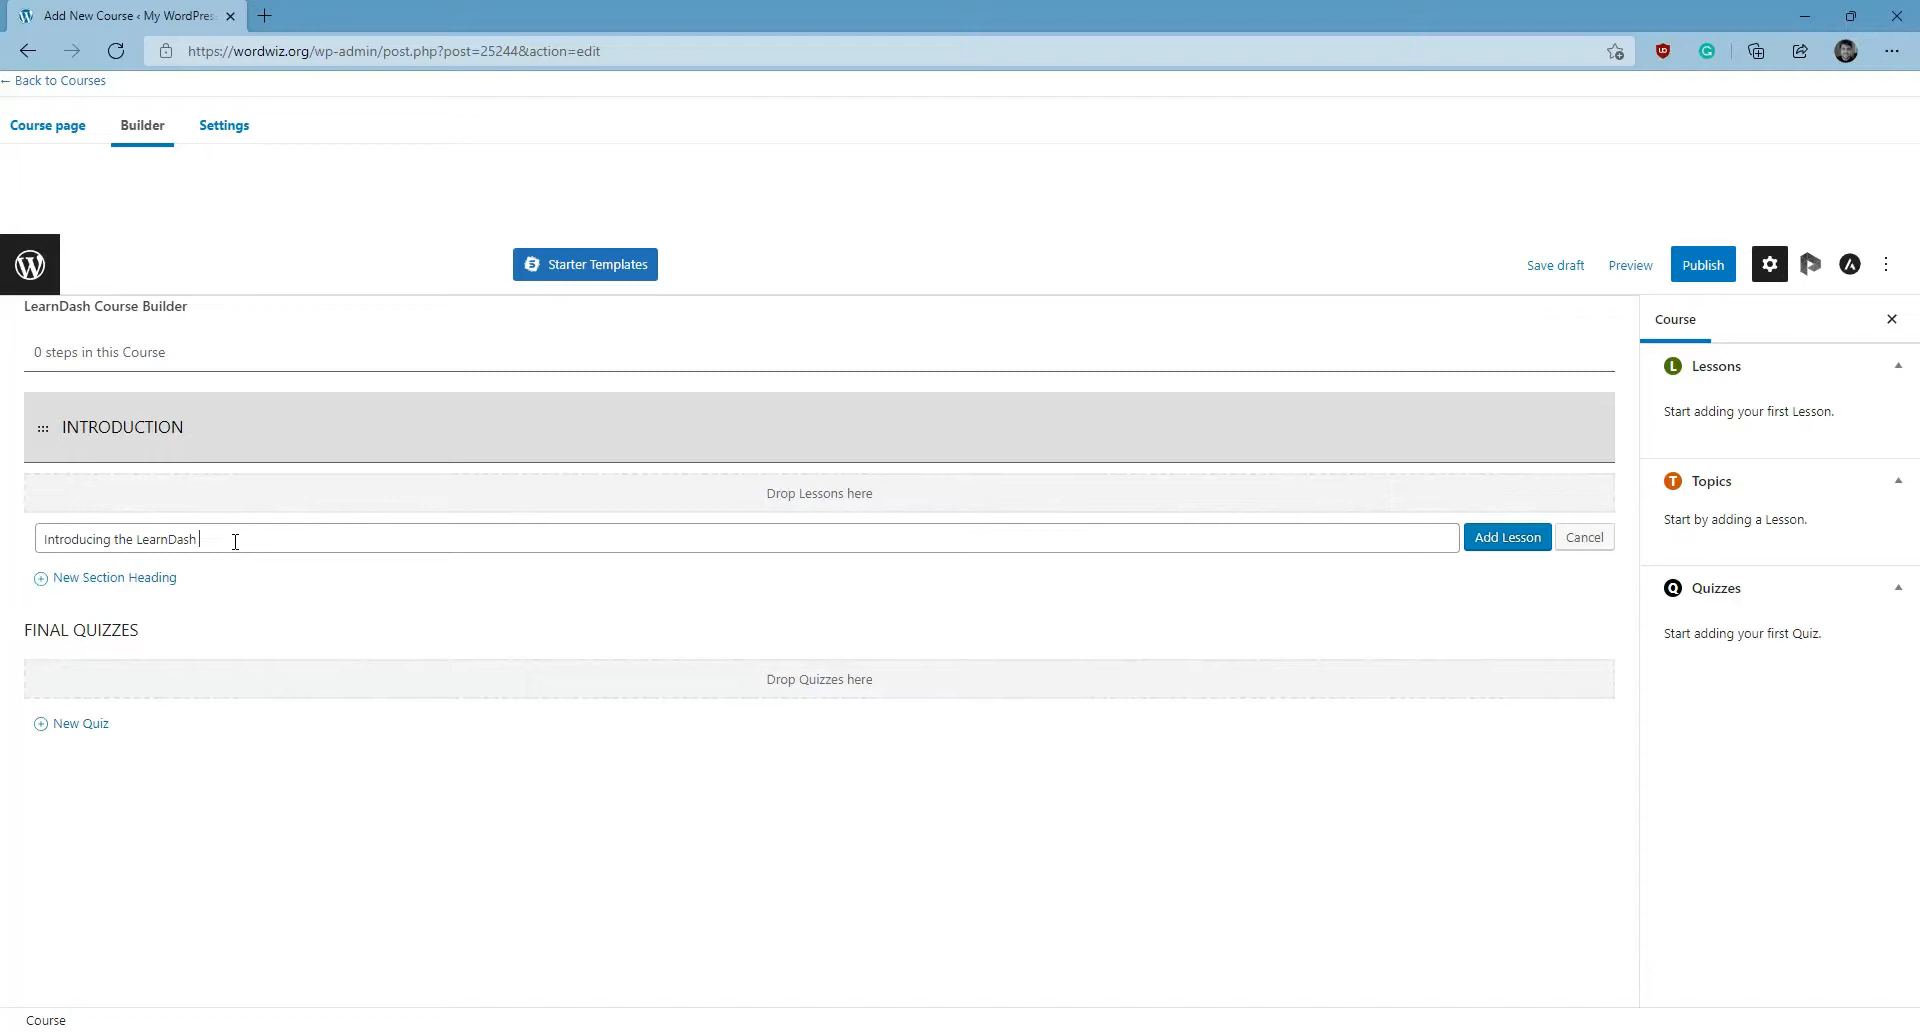 Add New Course ‹ My WordPres
https://wordwiz.org/wp-admin/post.php?post=25244&action=edit
← Back to Courses
Course page Builder Settings
Starter Templates Save draft Preview Publish
LearnDash Course Builder
Course
0 steps in this Course
L Lessons
Start adding your first Lesson.
INTRODUCTION
T Topics
Drop Lessons here
Start by adding a Lesson.
Introducing the LearnDash Add Lesson Cancel
New Section Heading
Q Quizzes
FINAL QUIZZES
Start adding your first Quiz.
Drop Quizzes here
New Quiz
Course